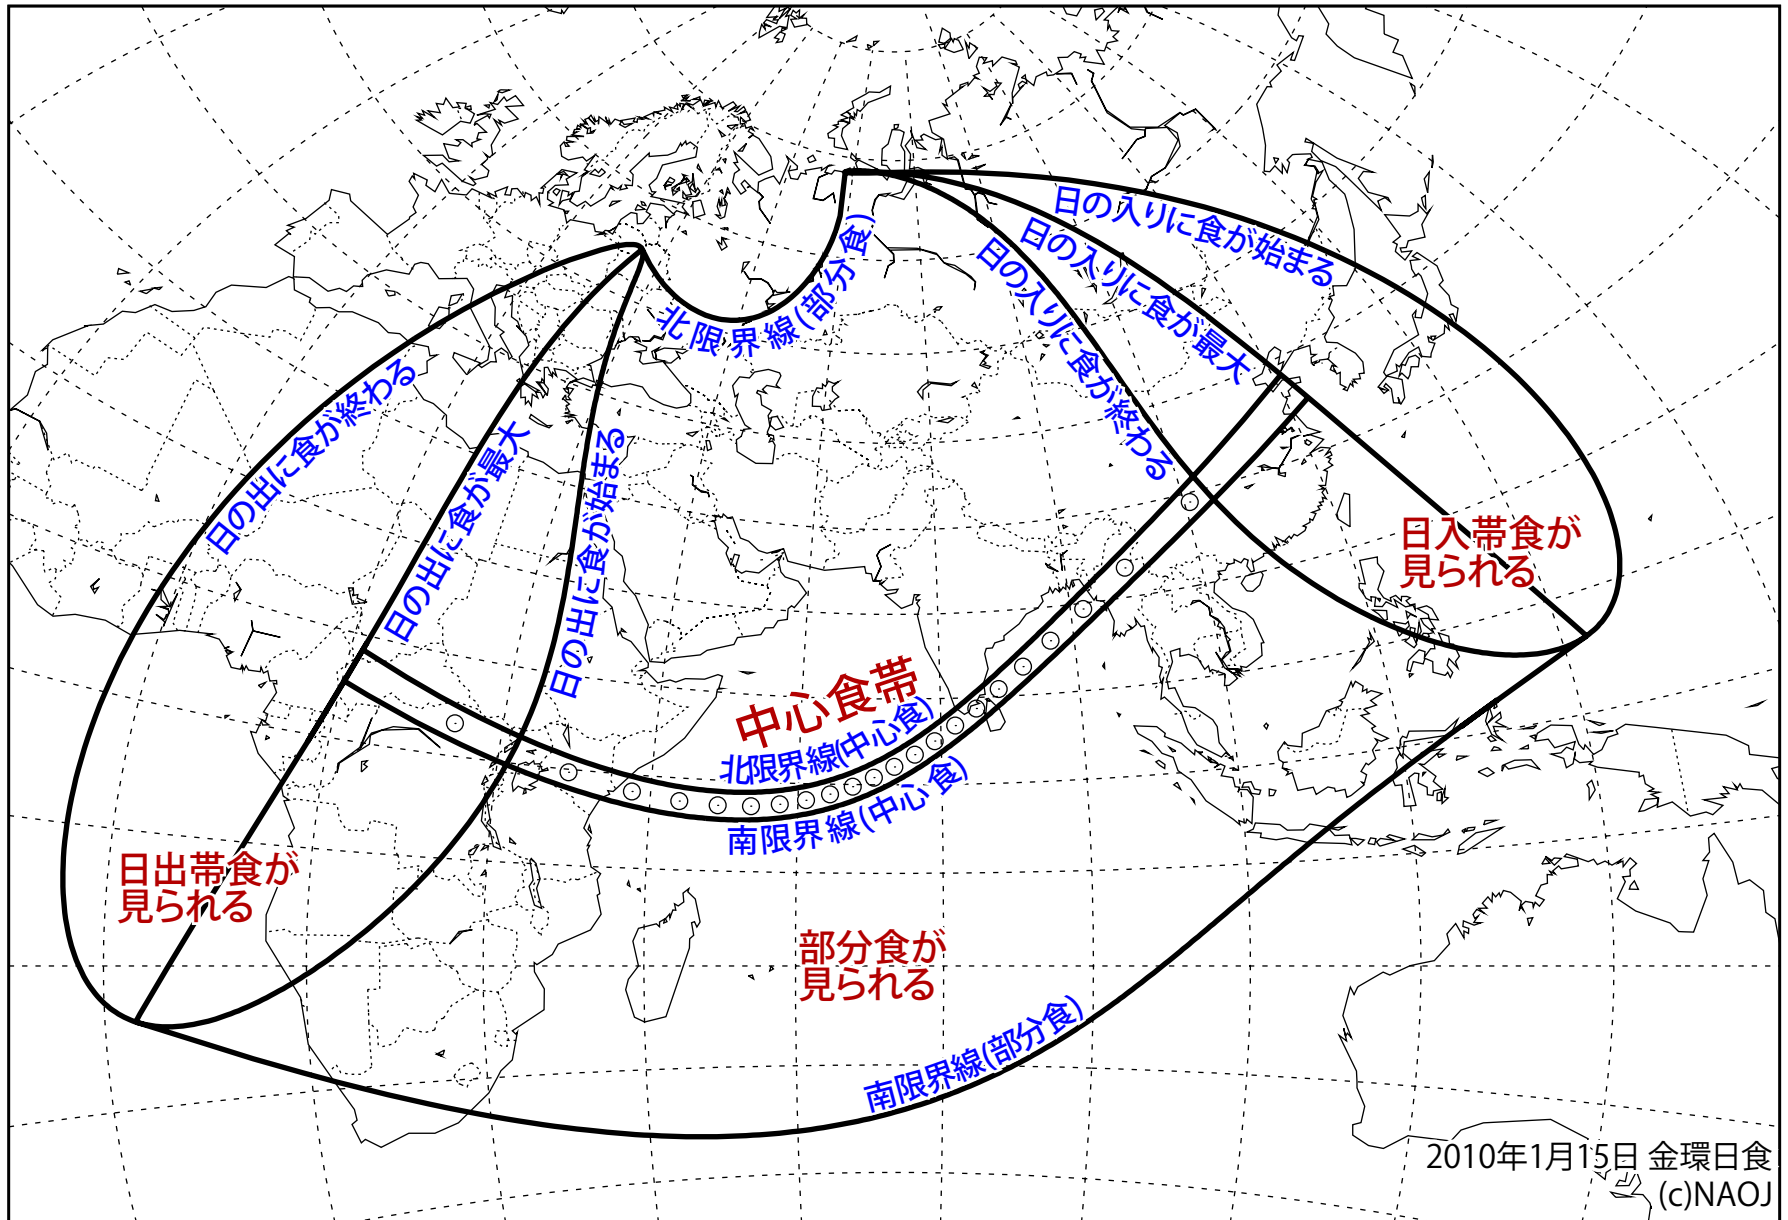 日の入りに食が始まる
日の入りに食が最大
日の入りに食が終わる
北限界線(部分食)
日の出に食が終わる
日の出に食が最大
日の出に食が始まる
日入帯食が
見られる
中心食帯
北限界線(中心食)
南限界線(中心食)
日出帯食が
見られる
部分食が
見られる
南限界線(部分食)
2010年1月15日 金環日食
(c)NAOJ